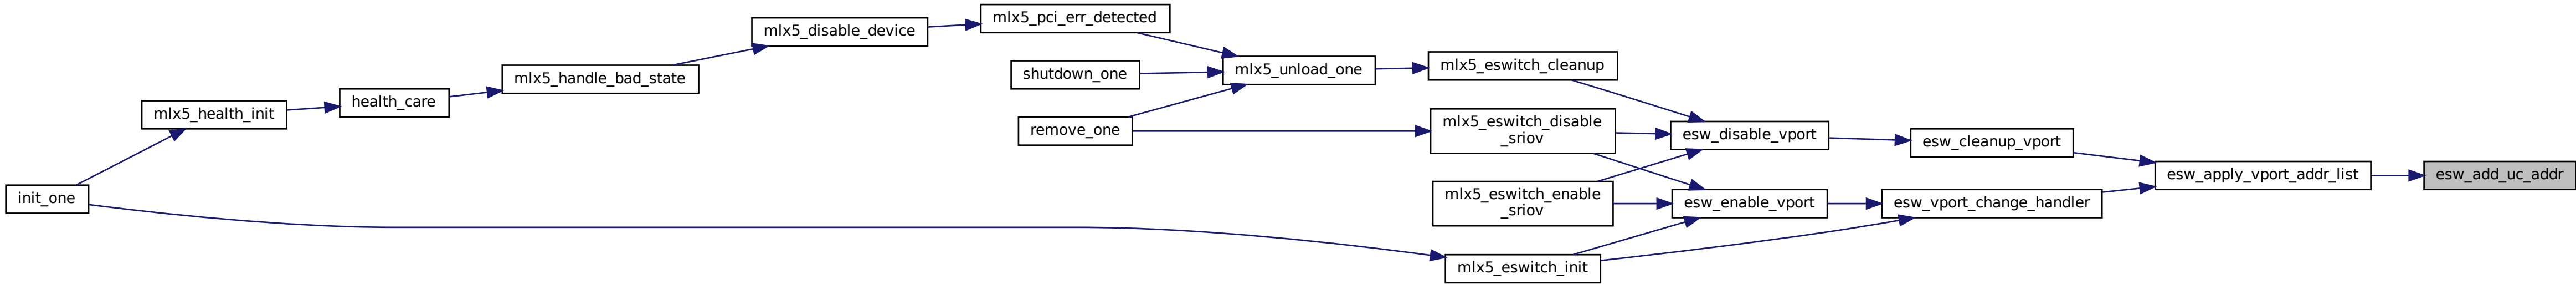 init_one
mlx5_health_init
health_care
mlx5_handle_bad_state
mlx5_disable_device
mlx5_pci_err_detected
shutdown_one
remove_one
mlx5_unload_one
mlx5_eswitch_cleanup
mlx5_eswitch_disable
_sriov
mlx5_eswitch_enable
_sriov
mlx5_eswitch_init
esw_disable_vport
esw_enable_vport
esw_cleanup_vport
esw_vport_change_handler
esw_apply_vport_addr_list
esw_add_uc_addr